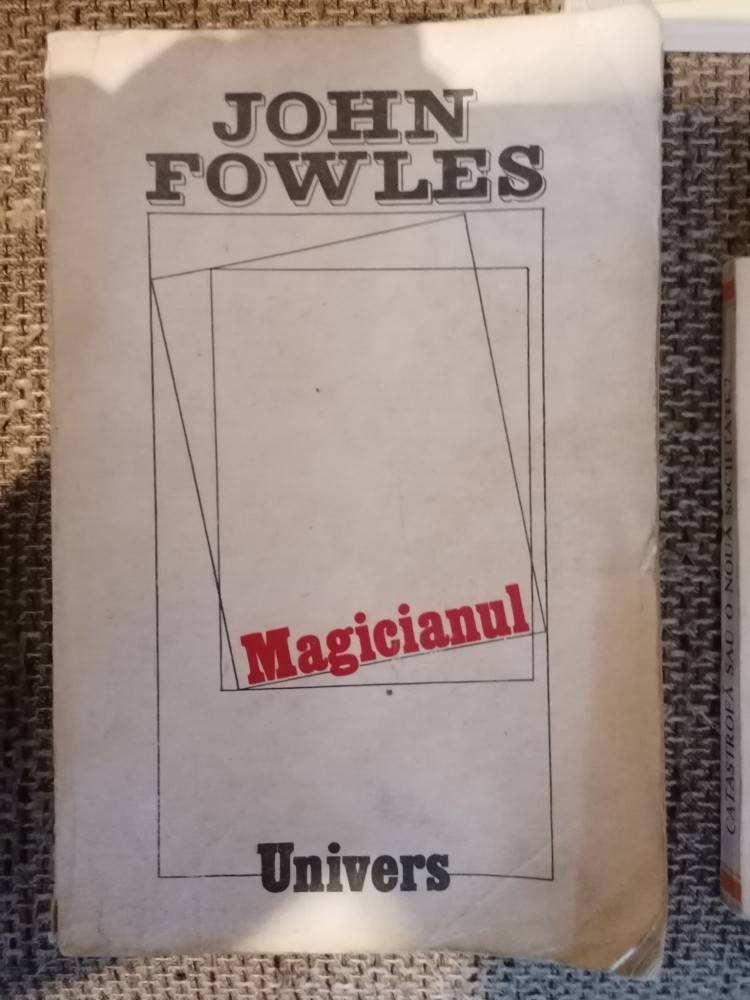 JOHN
FOWLES
Magicianul
Univers
CATASTROFĂ SAU O NOUĂ SOCIETATE?